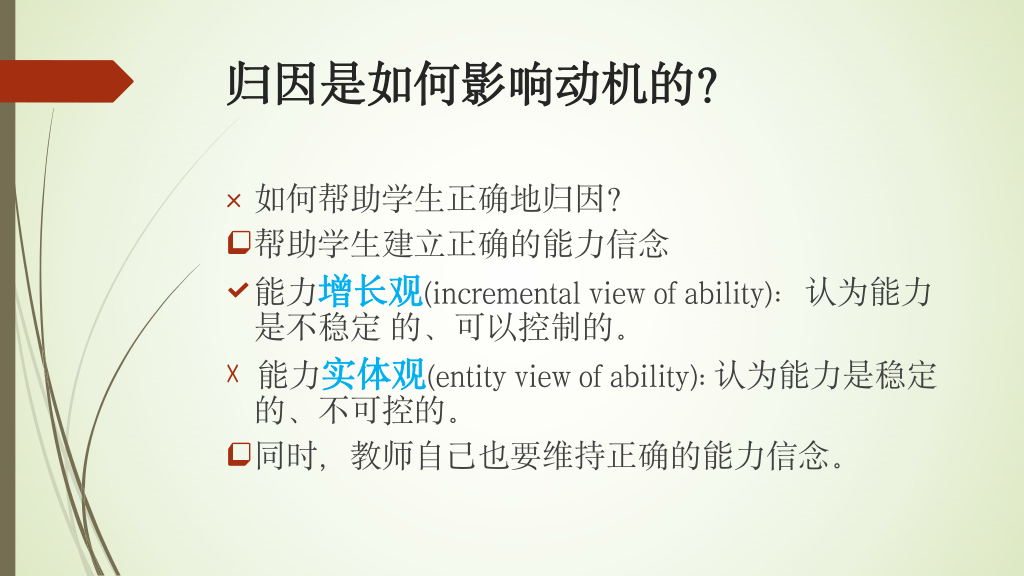 归因是如何影响动机的?
× 如何帮助学生正确地归因?
❑帮助学生建立正确的能力信念
✓能力增长观(incremental view of ability): 认为能力
是不稳定 的、可以控制的。
☓ 能力实体观(entity view of ability): 认为能力是稳定
的、不可控的。
❑同时, 教师自己也要维持正确的能力信念。